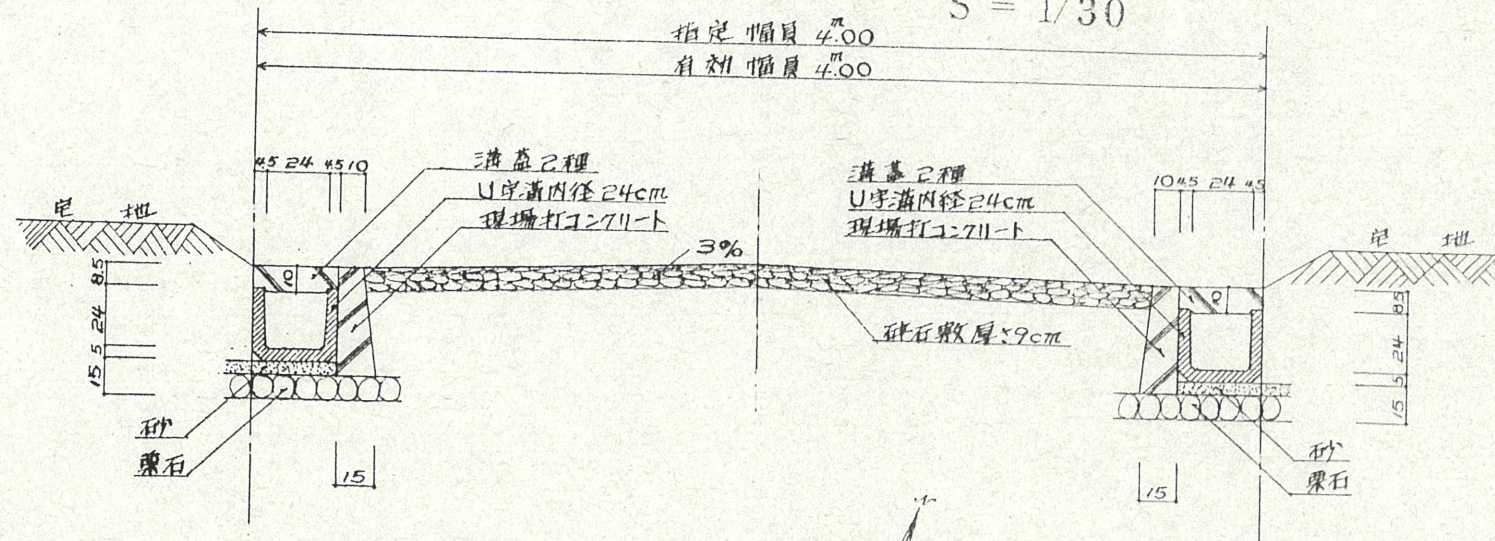 S = 1/30
指定 幅員 4.00m
有効 幅員 4.00m
4.5 24 4.5 10
溝蓋2種
U字溝内径24cm
現場打コンクリート
溝蓋2種
U字溝内径24cm
現場打コンクリート
10 4.5 24 4.5
宅 地
宅 地
3%
8.5
24
5
15
10
砕石敷厚サ9cm
8.5
24
5
15
砂
栗石
15
15
砂
栗石